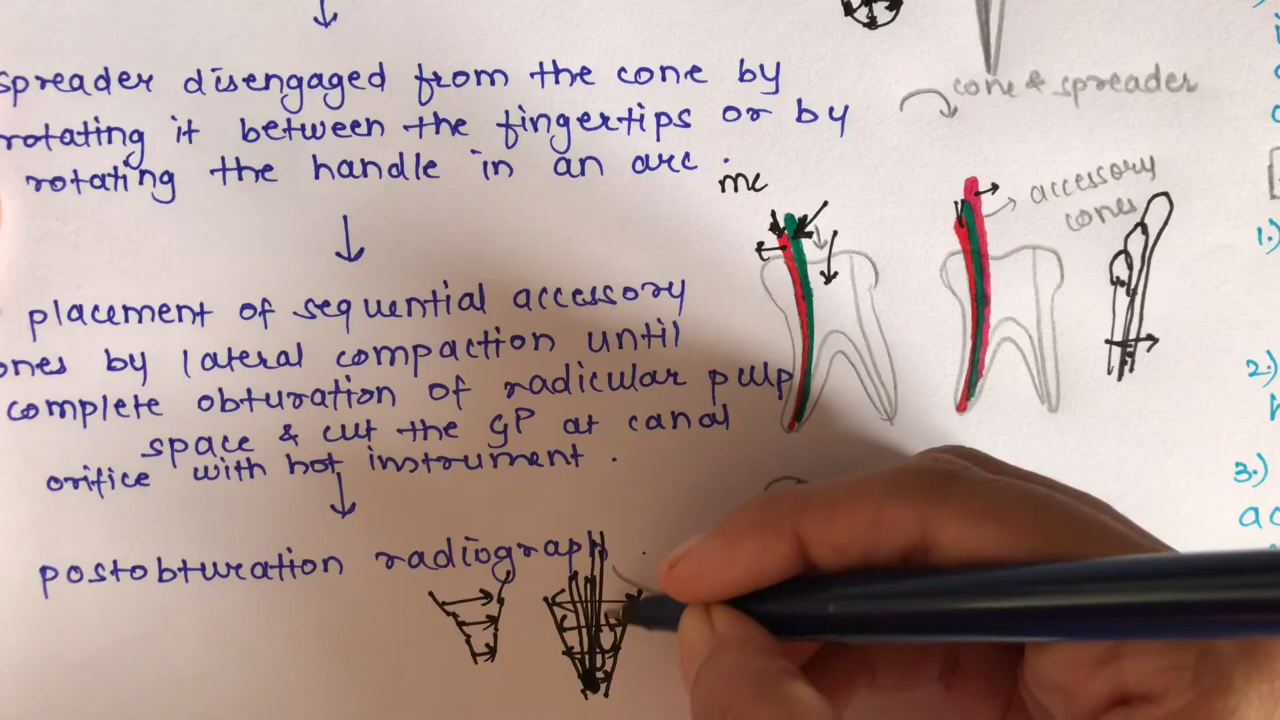 spreader disengaged from the cone by
rotating it between the fingertips or by
rotating the handle in an arc.
placement of sequential accessory
ones by lateral compaction until
complete obturation of radicular pulp
space & cut the GP at canal
orifice with hot instrument.
postobturation radiograph.
cone & spreader
mc
accessory
cones
1.)
2.)
3.)